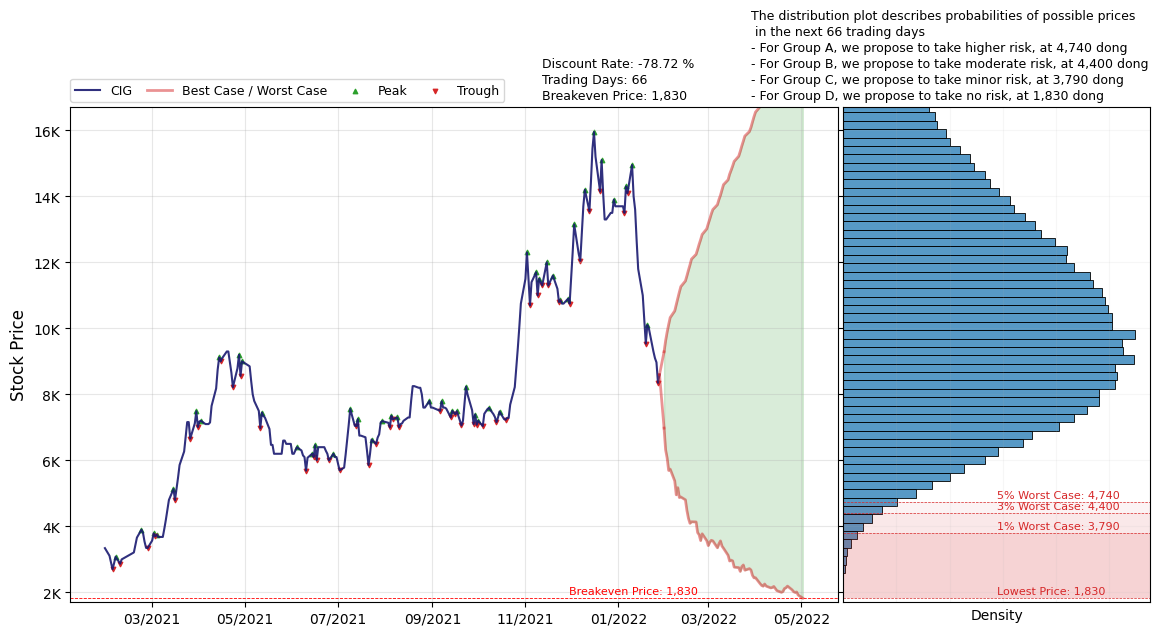 The distribution plot describes probabilities of possible prices
in the next 66 trading days
- For Group A, we propose to take higher risk, at 4,740 dong
- For Group B, we propose to take moderate risk, at 4,400 dong
- For Group C, we propose to take minor risk, at 3,790 dong
- For Group D, we propose to take no risk, at 1,830 dong
Discount Rate: -78.72 %
Trading Days: 66
Breakeven Price: 1,830
CIG Best Case / Worst Case Peak Trough
Stock Price
16K
14K
12K
10K
8K
6K
4K
2K
5% Worst Case: 4,740
3% Worst Case: 4,400
1% Worst Case: 3,790
Breakeven Price: 1,830
Lowest Price: 1,830
03/2021 05/2021 07/2021 09/2021 11/2021 01/2022 03/2022 05/2022
Density